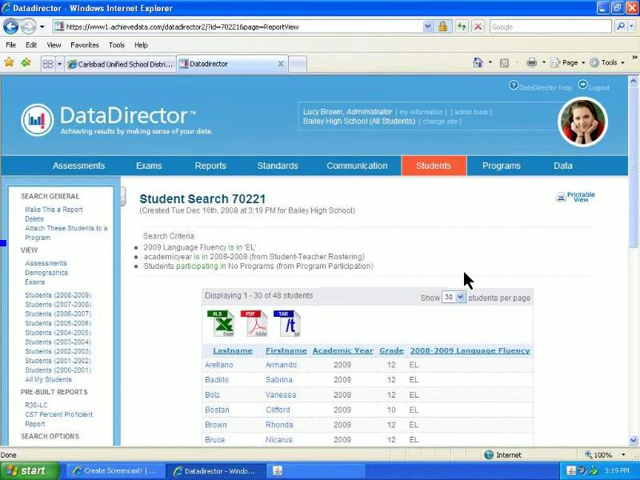 Datadirector - Windows Internet Explorer
https://www1.achievedata.com/datadirector2/?id=70221&page=ReportView
Google
File Edit View Favorites Tools Help
Carlsbad Unified School Distri... Datadirector
Page Tools
DataDirector Help Logout
DataDirector™
Achieving results by making sense of your data.
Lucy Brown, Administrator [ my information ] [ admin tools ]
Bailey High School (All Students) [ change site ]
Assessments Exams Reports Standards Communication Students Programs Data
SEARCH GENERAL
Make This a Report
Delete
Attach These Students to a
Program
VIEW
Assessments
Demographics
Exams
Students (2008-2009)
Students (2007-2008)
Students (2006-2007)
Students (2005-2006)
Students (2004-2005)
Students (2003-2004)
Students (2002-2003)
Students (2001-2002)
Students (2000-2001)
All My Students
PRE-BUILT REPORTS
R30-LC
CST Percent Proficient
Report
SEARCH OPTIONS
Student Search 70221
(Created Tue Dec 16th, 2008 at 3:19 PM for Bailey High School)
Printable
View
Search Criteria
2009 Language Fluency is in 'EL'
academicyear is in 2008-2009 (from Student-Teacher Rostering)
Students participating in No Programs (from Program Participation)
Displaying 1 - 30 of 48 students
Show 30 students per page
XLS PDF TAB
Lastname Firstname Academic Year Grade 2008-2009 Language Fluency
Arellano Armando 2009 12 EL
Badillo Sabrina 2009 12 EL
Bolz Vanessa 2009 12 EL
Bostan Clifford 2009 10 EL
Brown Rhonda 2009 12 EL
Bruce Nicarus 2009 12 EL
Done Internet 100%
start Create Screencast! | ... Datadirector - Windo... 3:19 PM